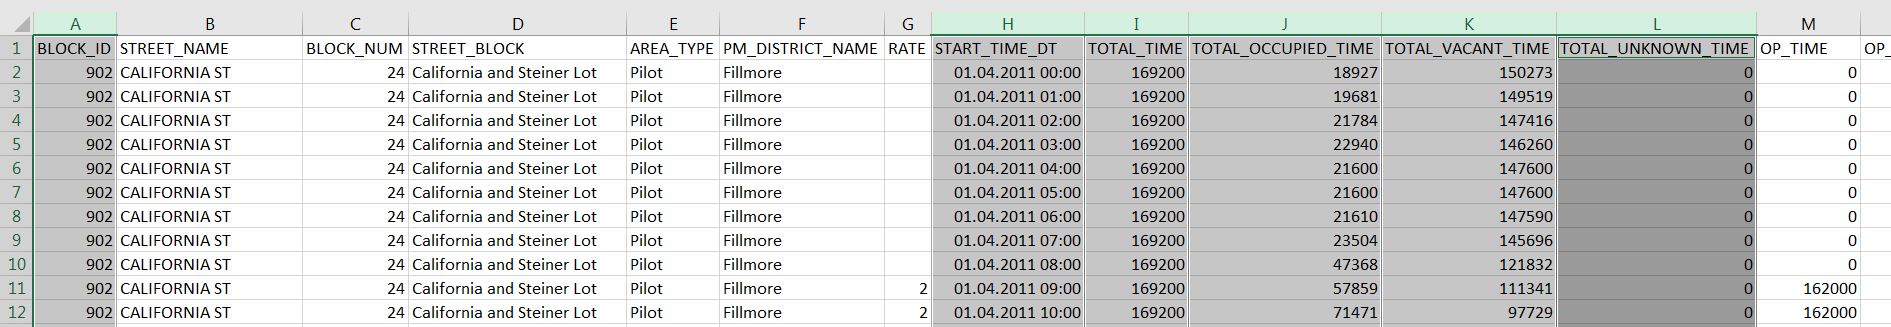 A B C D E F G H I J K L M
1 BLOCK_ID STREET_NAME BLOCK_NUM STREET_BLOCK AREA_TYPE PM_DISTRICT_NAME RATE START_TIME_DT TOTAL_TIME TOTAL_OCCUPIED_TIME TOTAL_VACANT_TIME TOTAL_UNKNOWN_TIME OP_TIME OP_
2 902 CALIFORNIA ST 24 California and Steiner Lot Pilot Fillmore 01.04.2011 00:00 169200 18927 150273 0 0
3 902 CALIFORNIA ST 24 California and Steiner Lot Pilot Fillmore 01.04.2011 01:00 169200 19681 149519 0 0
4 902 CALIFORNIA ST 24 California and Steiner Lot Pilot Fillmore 01.04.2011 02:00 169200 21784 147416 0 0
5 902 CALIFORNIA ST 24 California and Steiner Lot Pilot Fillmore 01.04.2011 03:00 169200 22940 146260 0 0
6 902 CALIFORNIA ST 24 California and Steiner Lot Pilot Fillmore 01.04.2011 04:00 169200 21600 147600 0 0
7 902 CALIFORNIA ST 24 California and Steiner Lot Pilot Fillmore 01.04.2011 05:00 169200 21600 147600 0 0
8 902 CALIFORNIA ST 24 California and Steiner Lot Pilot Fillmore 01.04.2011 06:00 169200 21610 147590 0 0
9 902 CALIFORNIA ST 24 California and Steiner Lot Pilot Fillmore 01.04.2011 07:00 169200 23504 145696 0 0
10 902 CALIFORNIA ST 24 California and Steiner Lot Pilot Fillmore 01.04.2011 08:00 169200 47368 121832 0 0
11 902 CALIFORNIA ST 24 California and Steiner Lot Pilot Fillmore 2 01.04.2011 09:00 169200 57859 111341 0 162000
12 902 CALIFORNIA ST 24 California and Steiner Lot Pilot Fillmore 2 01.04.2011 10:00 169200 71471 97729 0 162000